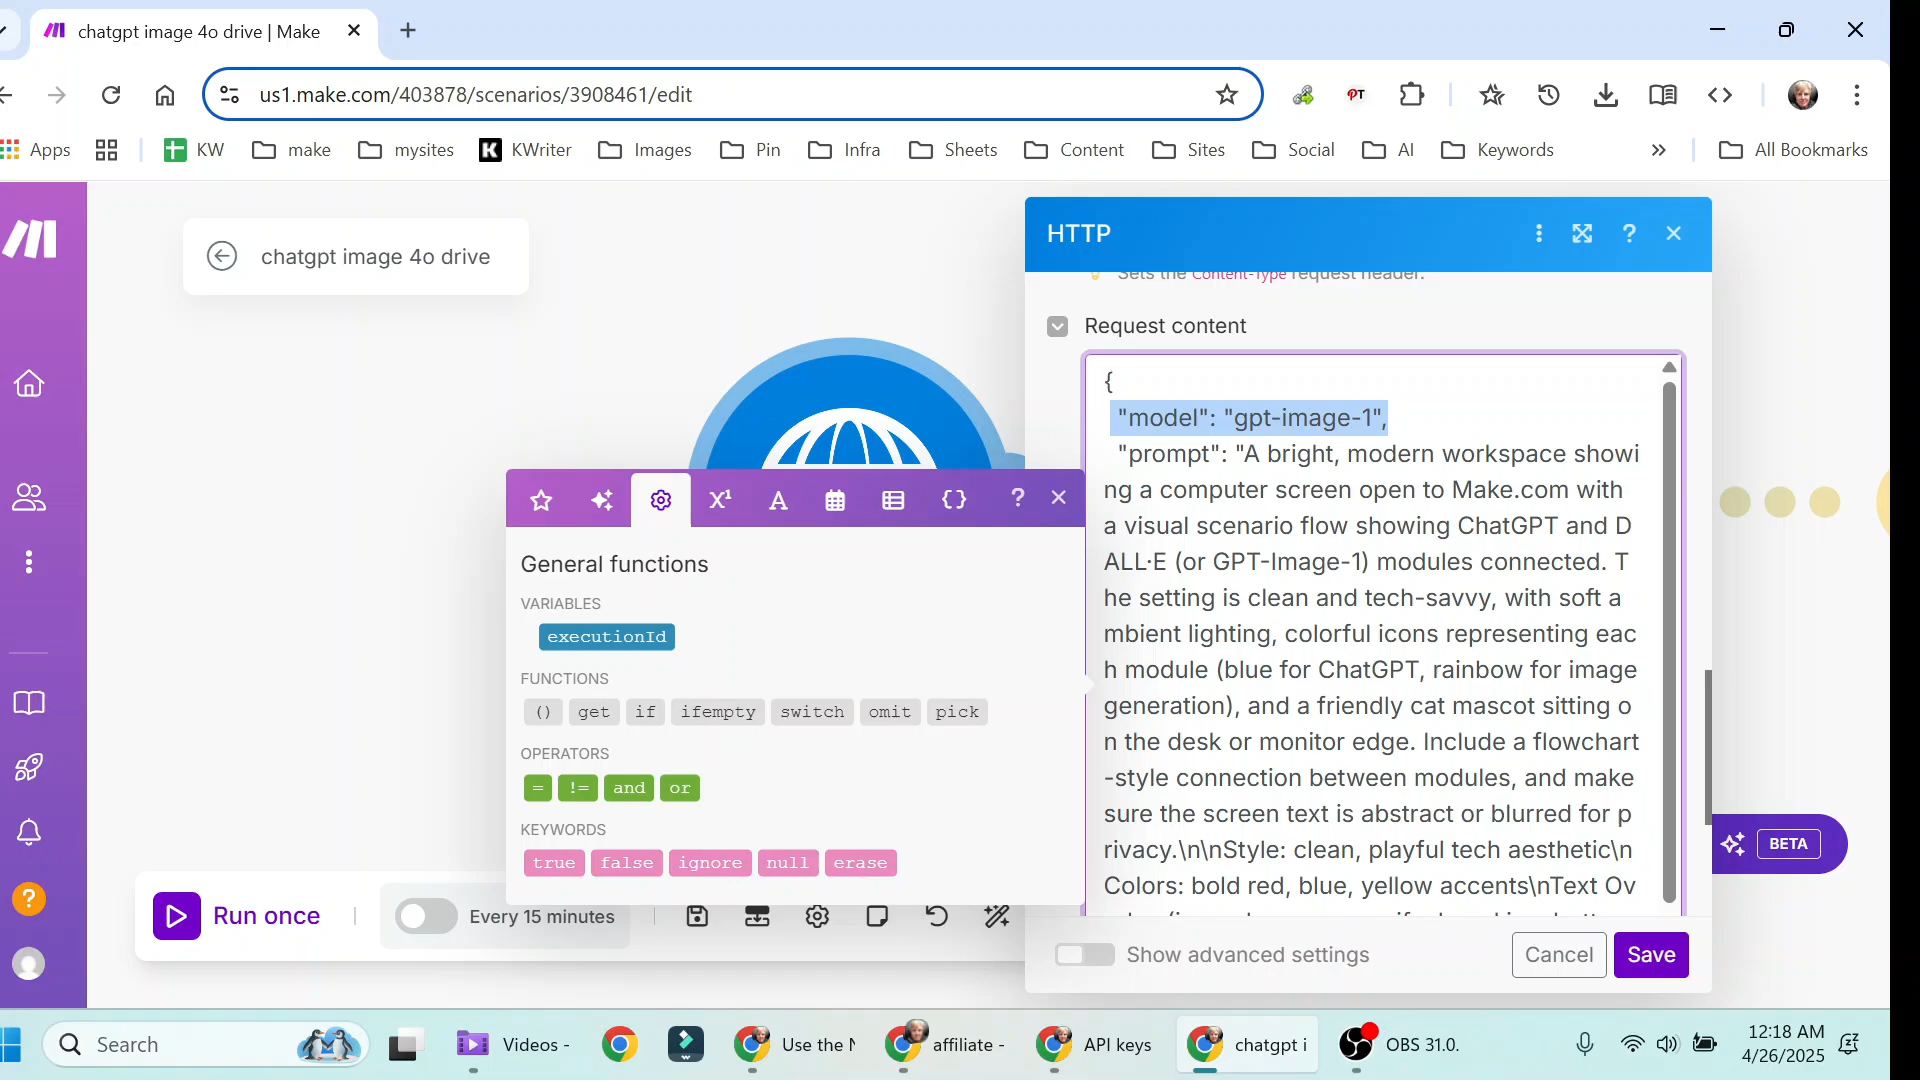 chatgpt image 4o drive | Make
us1.make.com/403878/scenarios/3908461/edit
Apps
KW
make
mysites
KWriter
Images
Pin
Infra
Sheets
Content
Sites
Social
AI
Keywords
All Bookmarks
chatgpt image 4o drive
HTTP
Sets the Content-Type request header.
Request content
{
"model": "gpt-image-1",
"prompt": "A bright, modern workspace showi
ng a computer screen open to Make.com with
a visual scenario flow showing ChatGPT and D
ALL·E (or GPT-Image-1) modules connected. T
he setting is clean and tech-savvy, with soft a
mbient lighting, colorful icons representing eac
h module (blue for ChatGPT, rainbow for image
generation), and a friendly cat mascot sitting o
n the desk or monitor edge. Include a flowchart
-style connection between modules, and make
sure the screen text is abstract or blurred for p
rivacy.\n\nStyle: clean, playful tech aesthetic\n
Colors: bold red, blue, yellow accents\nText Ov
General functions
VARIABLES
executionId
FUNCTIONS
() get if ifempty switch omit pick
OPERATORS
= != and or
KEYWORDS
true false ignore null erase
BETA
Run once
Every 15 minutes
Show advanced settings
Cancel
Save
Search
Videos -
Use the N
affiliate -
API keys
chatgpt i
OBS 31.0.
12:18 AM
4/26/2025